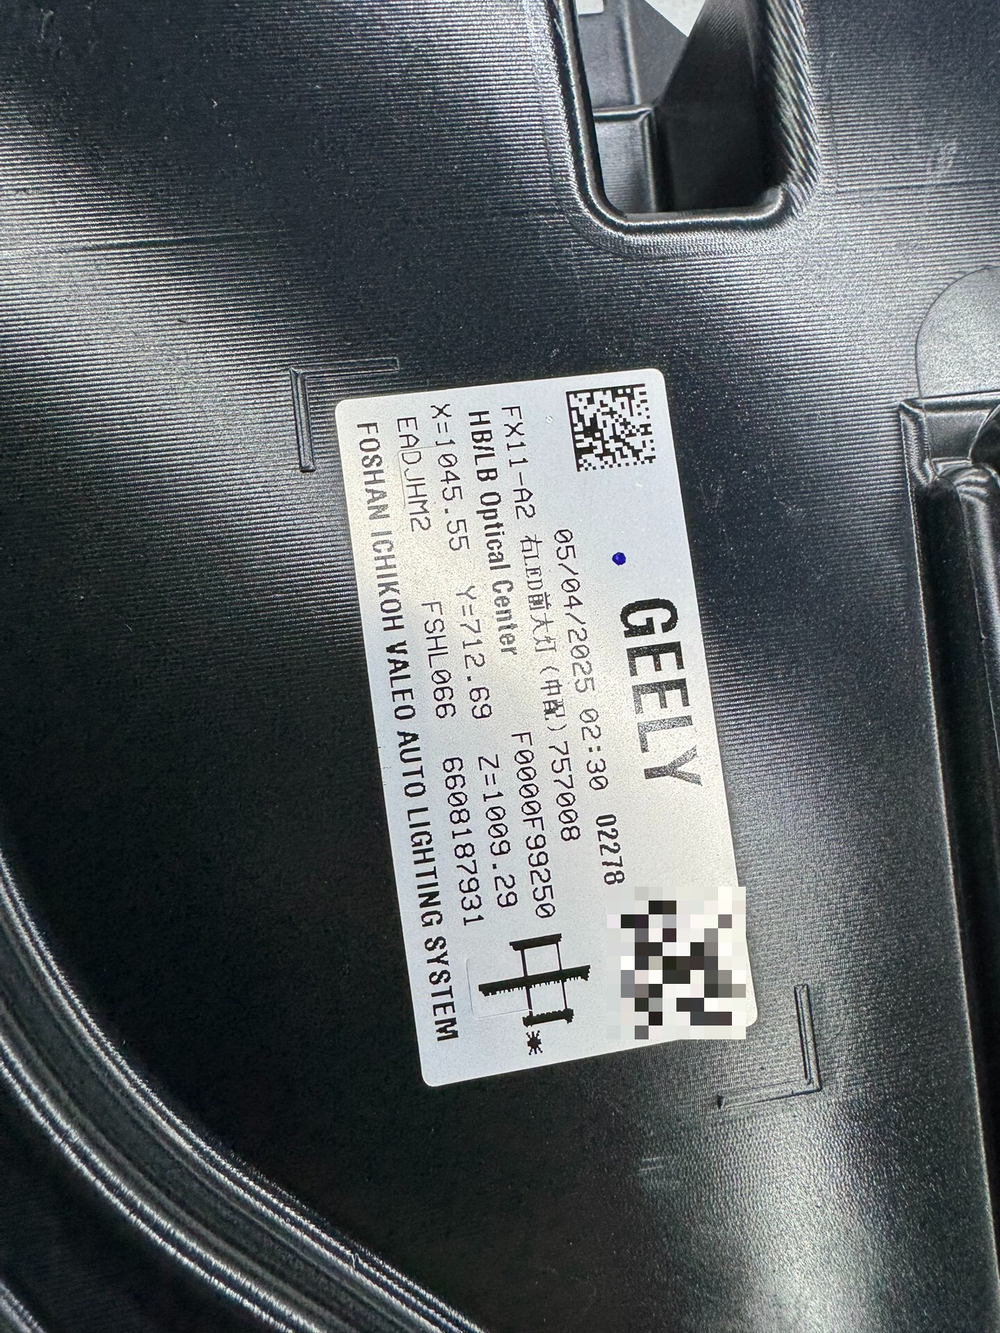 GEELY
05/04/2025 02:30 02278
FX11-A2 右LED前大灯(中配)757008
HB/LB Optical Center F0000F99250
X=1045.55 Y=712.69 Z=1009.29
EADJHM2 FSHL066 6608187931
FOSHAN ICHIKOH VALEO AUTO LIGHTING SYSTEM